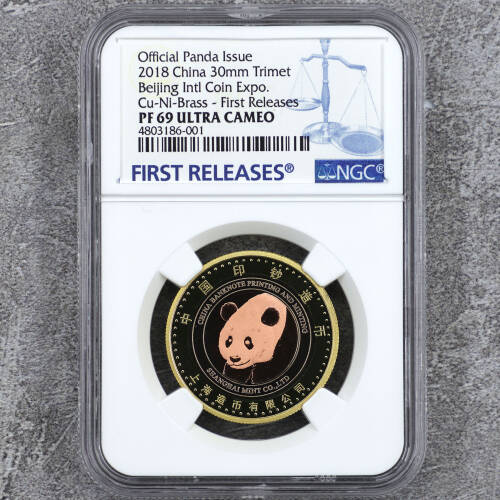 Official Panda Issue
2018 China 30mm Trimet
Beijing Intl Coin Expo.
Cu-Ni-Brass - First Releases
PF 69 ULTRA CAMEO
4803186-001
FIRST RELEASES®
NGC®
中国印钞造币
CHINA BANKNOTE PRINTING AND MINTING
SHANGHAI MINT CO.,LTD
上海造币有限公司